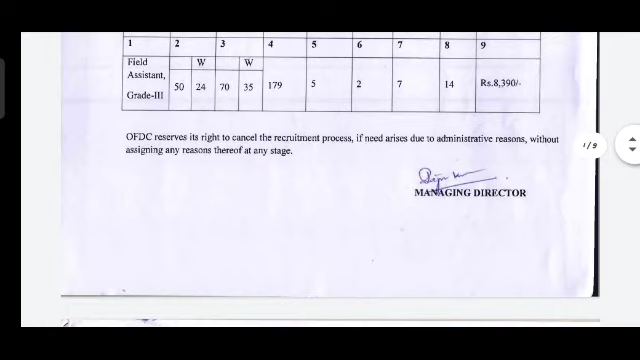 1 2 3 4 5 6 7 8 9
Field W W
Assistant,
50 24 70 35 179 5 2 7 14 Rs.8,390/-
Grade-III
OFDC reserves its right to cancel the recruitment process, if need arises due to administrative reasons, without
assigning any reasons thereof at any stage.
1/9
MANAGING DIRECTOR